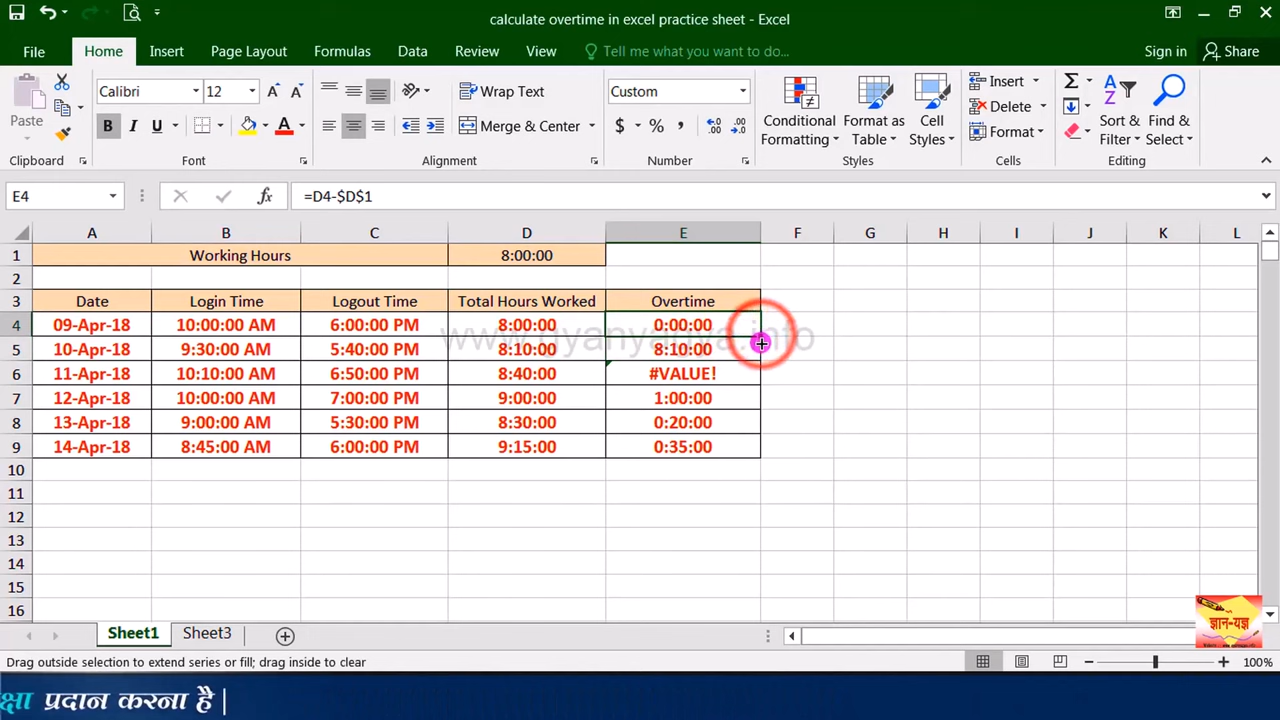 calculate overtime in excel practice sheet - Excel
File Home Insert Page Layout Formulas Data Review View Tell me what you want to do... Sign in Share
Paste
Clipboard
Calibri 12
B I U A
Font
Wrap Text
Merge & Center
Alignment
Custom
$ % ,
Number
Conditional Formatting
Format as Table
Cell Styles
Styles
Insert
Delete
Format
Cells
Sort & Filter
Find & Select
Editing
E4 fx =D4-$D$1
A B C D E F G H I J K L
1 Working Hours 8:00:00
2
3 Date Login Time Logout Time Total Hours Worked Overtime
4 09-Apr-18 10:00:00 AM 6:00:00 PM 8:00:00 0:00:00
5 10-Apr-18 9:30:00 AM 5:40:00 PM 8:10:00 8:10:00
6 11-Apr-18 10:10:00 AM 6:50:00 PM 8:40:00 #VALUE!
7 12-Apr-18 10:00:00 AM 7:00:00 PM 9:00:00 1:00:00
8 13-Apr-18 9:00:00 AM 5:30:00 PM 8:30:00 0:20:00
9 14-Apr-18 8:45:00 AM 6:00:00 PM 9:15:00 0:35:00
10
11
12
13
14
15
16
ज्ञान-यज्ञ
Sheet1 Sheet3
Drag outside selection to extend series or fill; drag inside to clear
100%
क्षा प्रदान करना है |